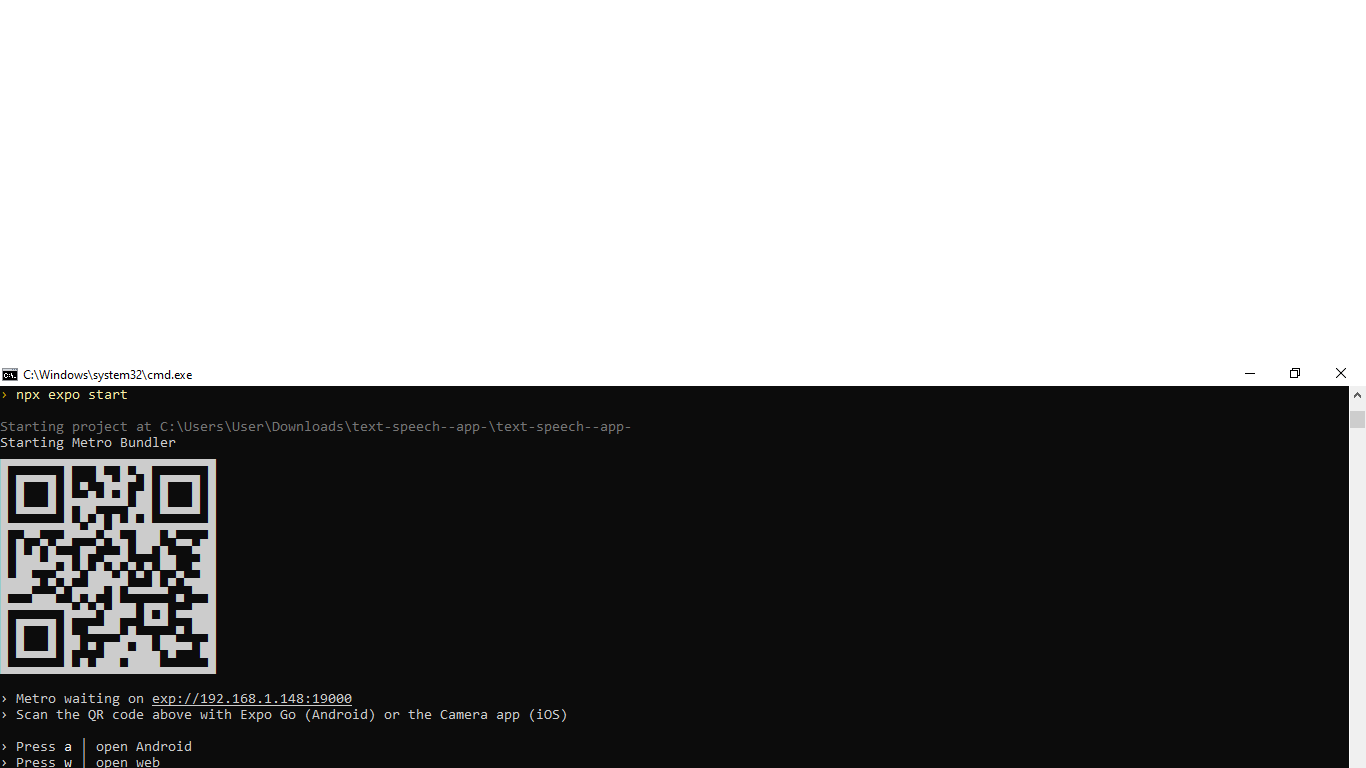 C:\Windows\system32\cmd.exe
› npx expo start
Starting project at C:\Users\User\Downloads\text-speech--app-\text-speech--app-
Starting Metro Bundler
› Metro waiting on exp://192.168.1.148:19000
› Scan the QR code above with Expo Go (Android) or the Camera app (iOS)
› Press a │ open Android
› Press w │ open web